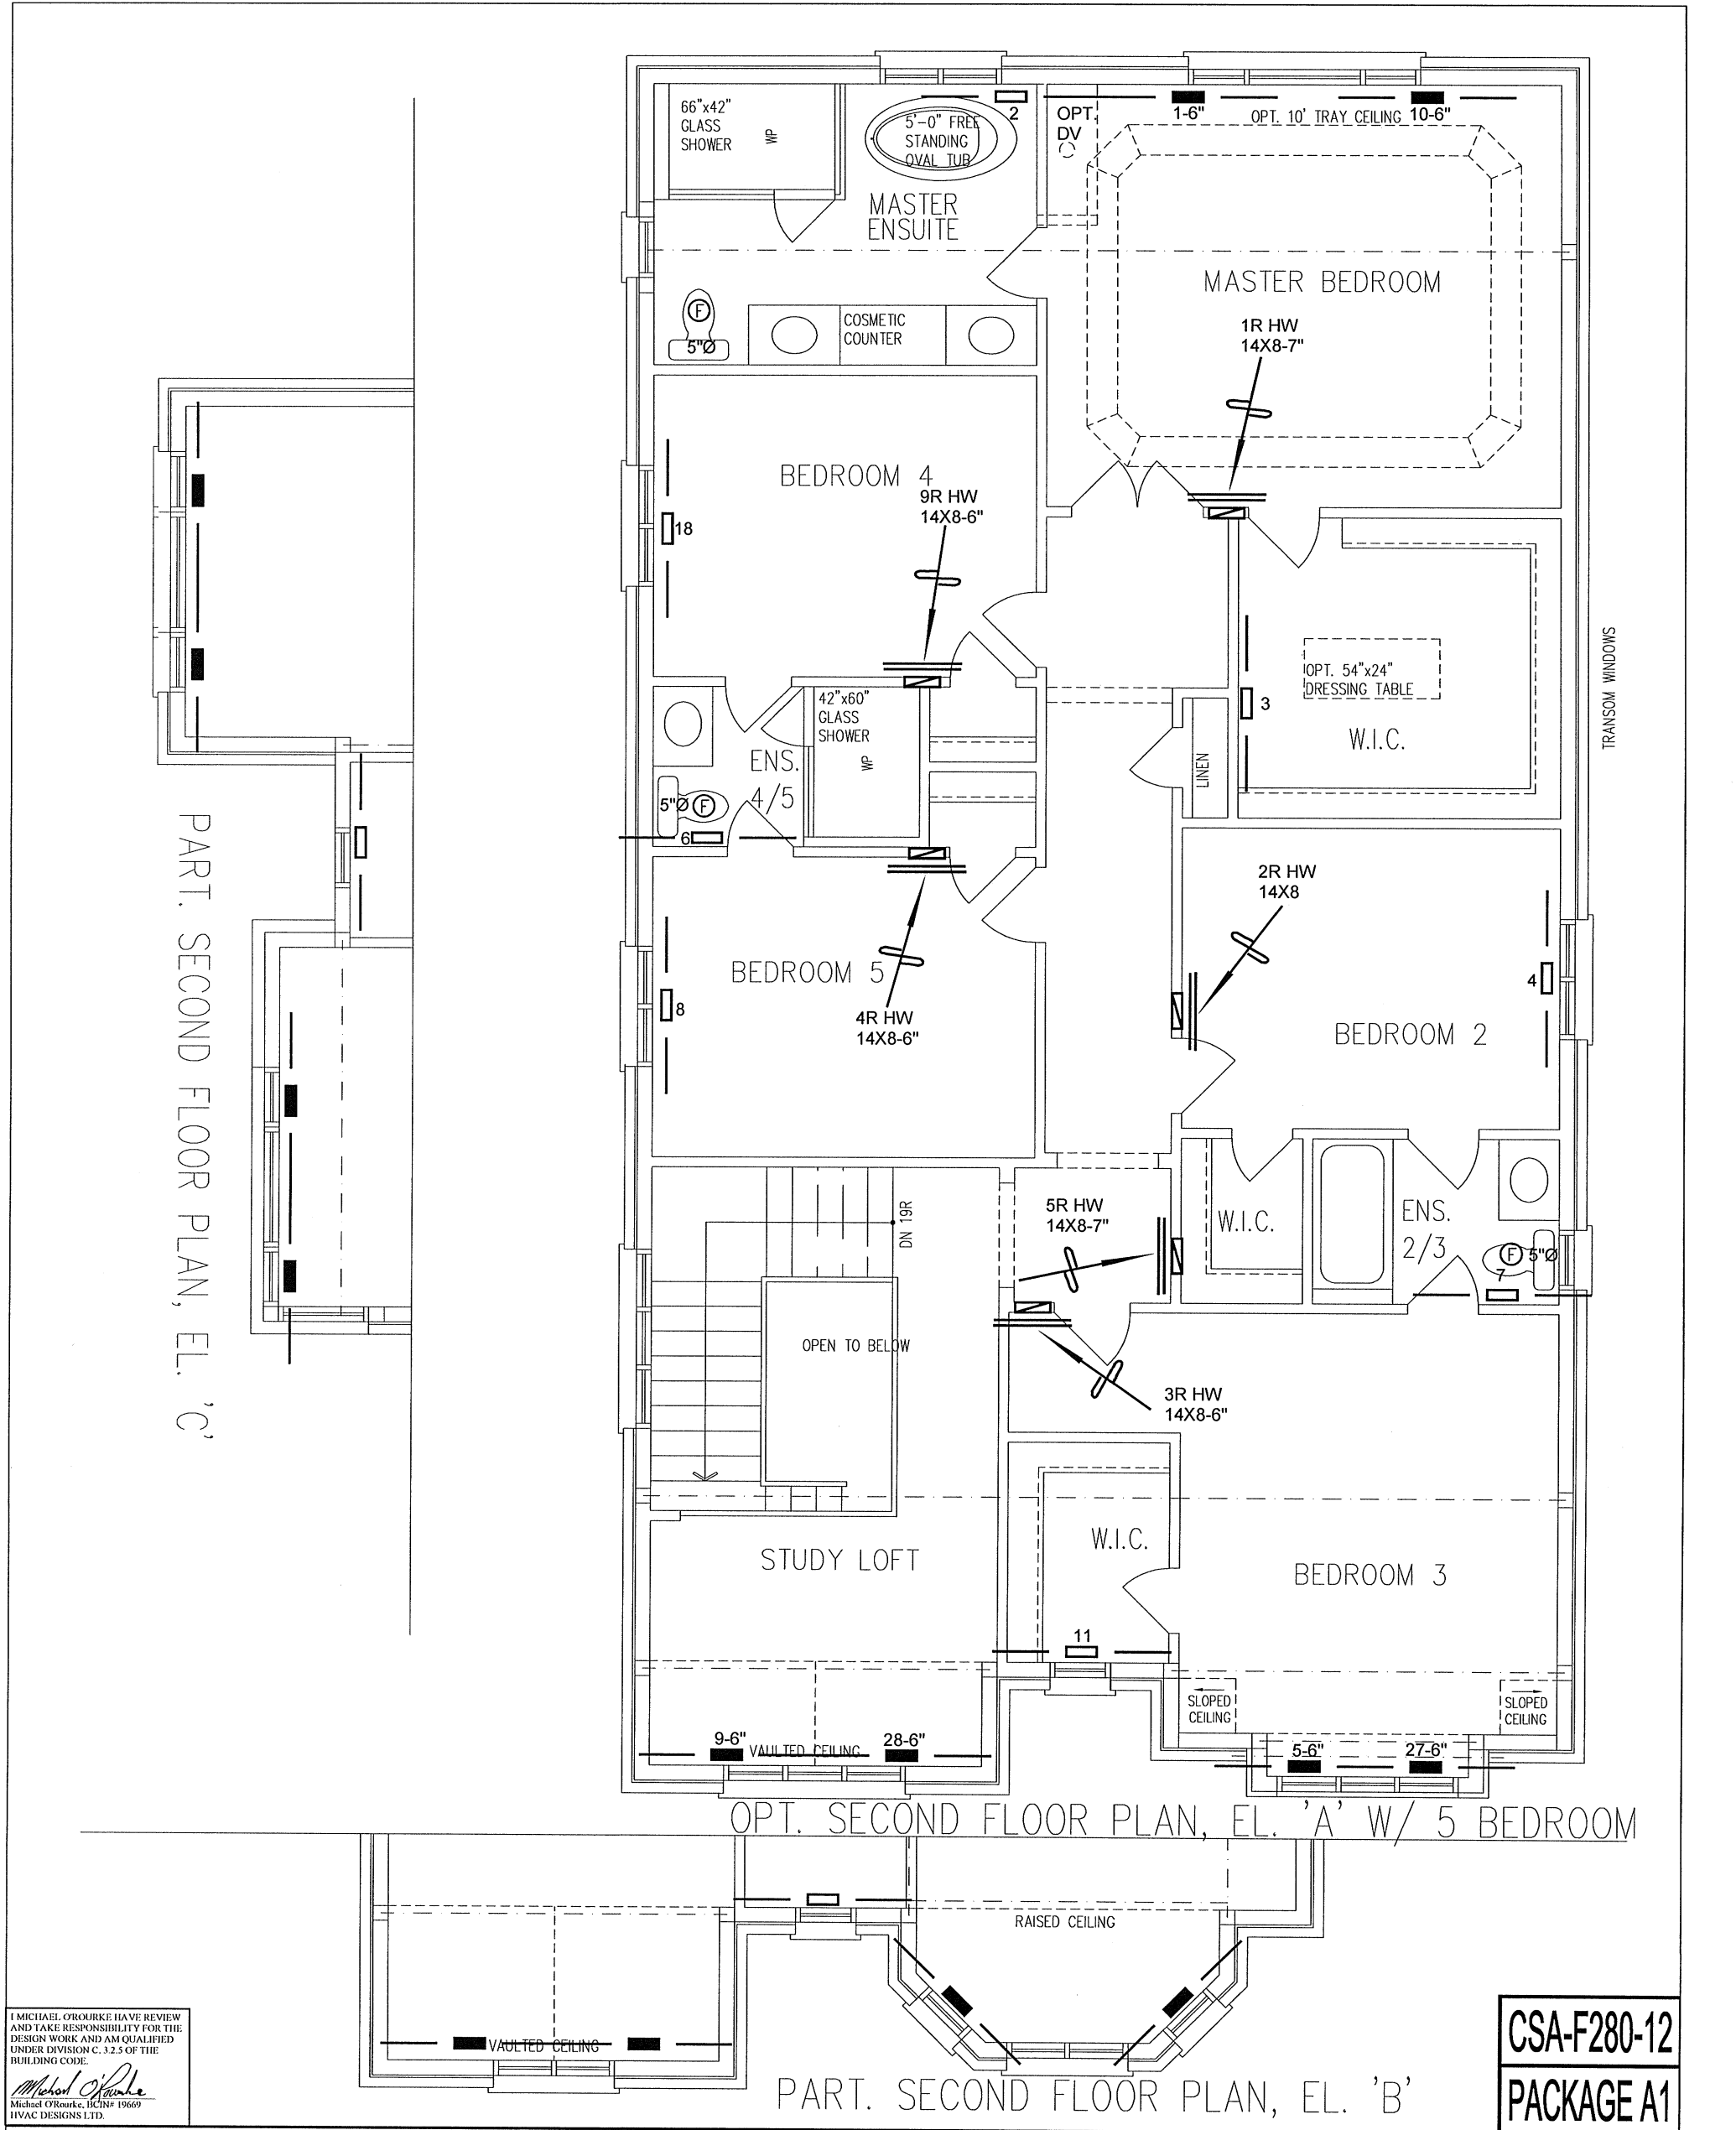 66"x42"
GLASS
SHOWER
WP
5'-0" FREE
STANDING
OVAL TUB
2
OPT.
DV
1-6"
OPT. 10' TRAY CEILING
10-6"
MASTER
ENSUITE
MASTER BEDROOM
F
5"Ø
COSMETIC
COUNTER
1R HW
14X8-7"
BEDROOM 4
9R HW
14X8-6"
18
42"x60"
GLASS
SHOWER
WP
ENS.
4/5
5"Ø
F
6
LINEN
3
OPT. 54"x24"
DRESSING TABLE
W.I.C.
TRANSOM WINDOWS
PART. SECOND FLOOR PLAN, EL. 'C'
2R HW
14X8
BEDROOM 5
8
4R HW
14X8-6"
4
BEDROOM 2
DN 19R
5R HW
14X8-7"
W.I.C.
ENS.
2/3
F
5"Ø
7
OPEN TO BELOW
3R HW
14X8-6"
STUDY LOFT
W.I.C.
BEDROOM 3
11
SLOPED
CEILING
SLOPED
CEILING
9-6"
VAULTED CEILING
28-6"
5-6"
27-6"
OPT. SECOND FLOOR PLAN, EL. 'A' W/ 5 BEDROOM
RAISED CEILING
VAULTED CEILING
PART. SECOND FLOOR PLAN, EL. 'B'
I MICHAEL O'ROURKE HAVE REVIEW
AND TAKE RESPONSIBILITY FOR THE
DESIGN WORK AND AM QUALIFIED
UNDER DIVISION C. 3.2.5 OF THE
BUILDING CODE.
Michael O'Rourke
Michael O'Rourke, BCIN# 19669
HVAC DESIGNS LTD.
CSA-F280-12
PACKAGE A1